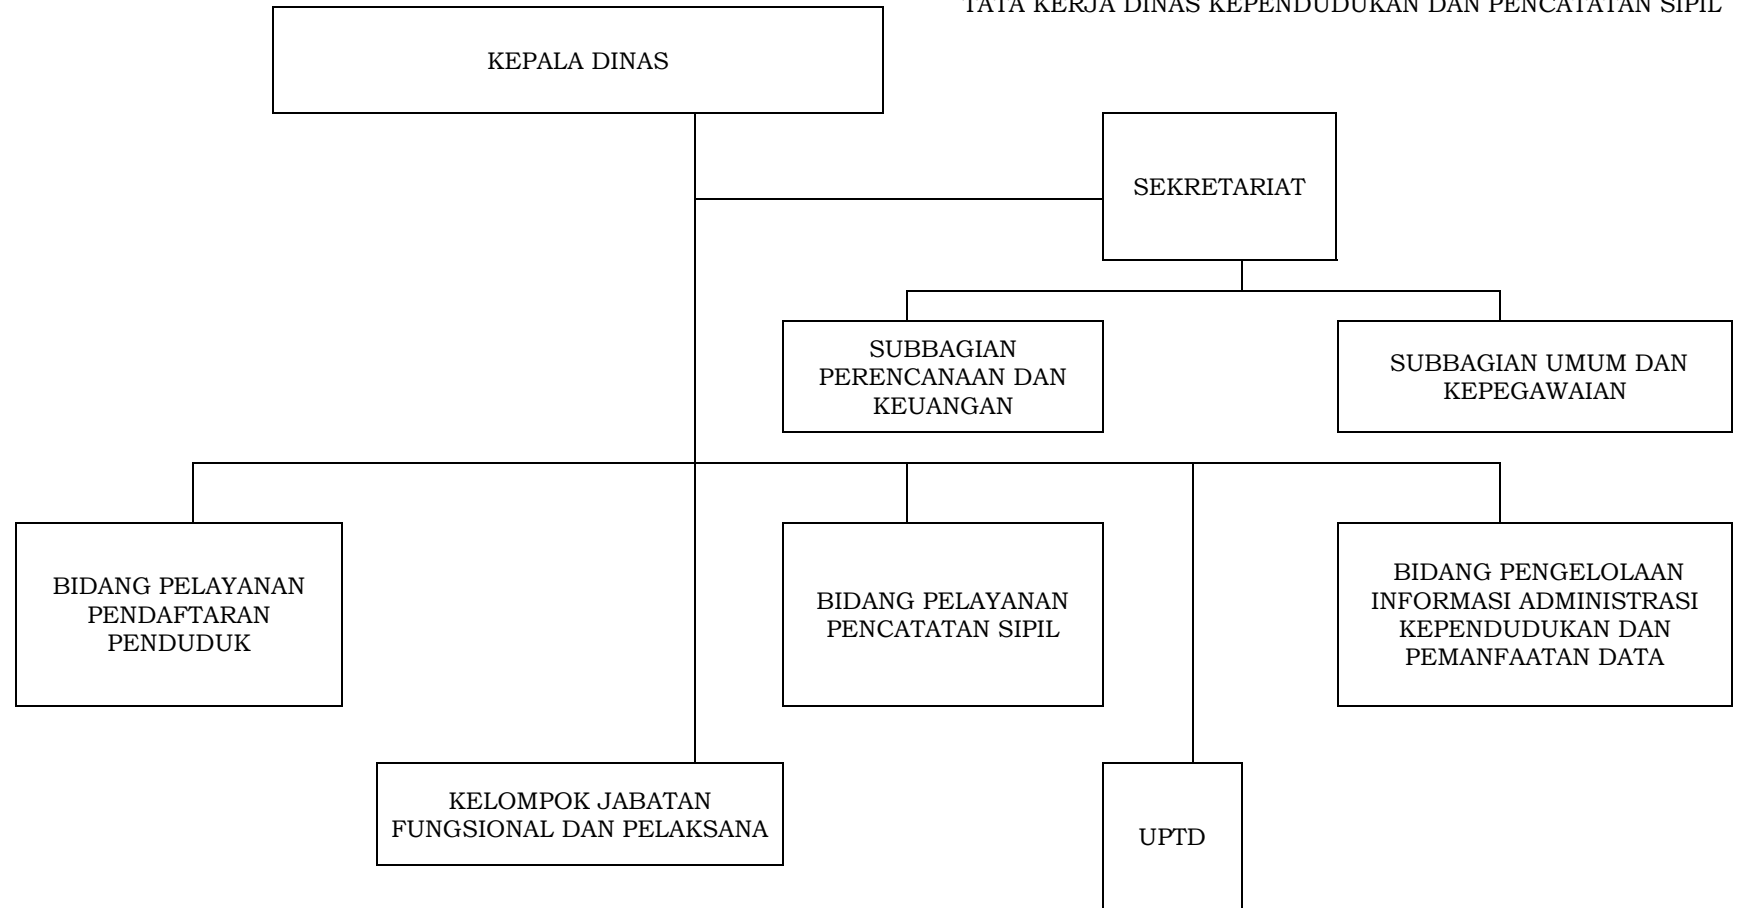 TATA KERJA DINAS KEPENDUDUKAN DAN PENCATATAN SIPIL
KEPALA DINAS
SEKRETARIAT
SUBBAGIAN
PERENCANAAN DAN
KEUANGAN
SUBBAGIAN UMUM DAN
KEPEGAWAIAN
BIDANG PELAYANAN
PENDAFTARAN
PENDUDUK
BIDANG PELAYANAN
PENCATATAN SIPIL
BIDANG PENGELOLAAN
INFORMASI ADMINISTRASI
KEPENDUDUKAN DAN
PEMANFAATAN DATA
KELOMPOK JABATAN
FUNGSIONAL DAN PELAKSANA
UPTD